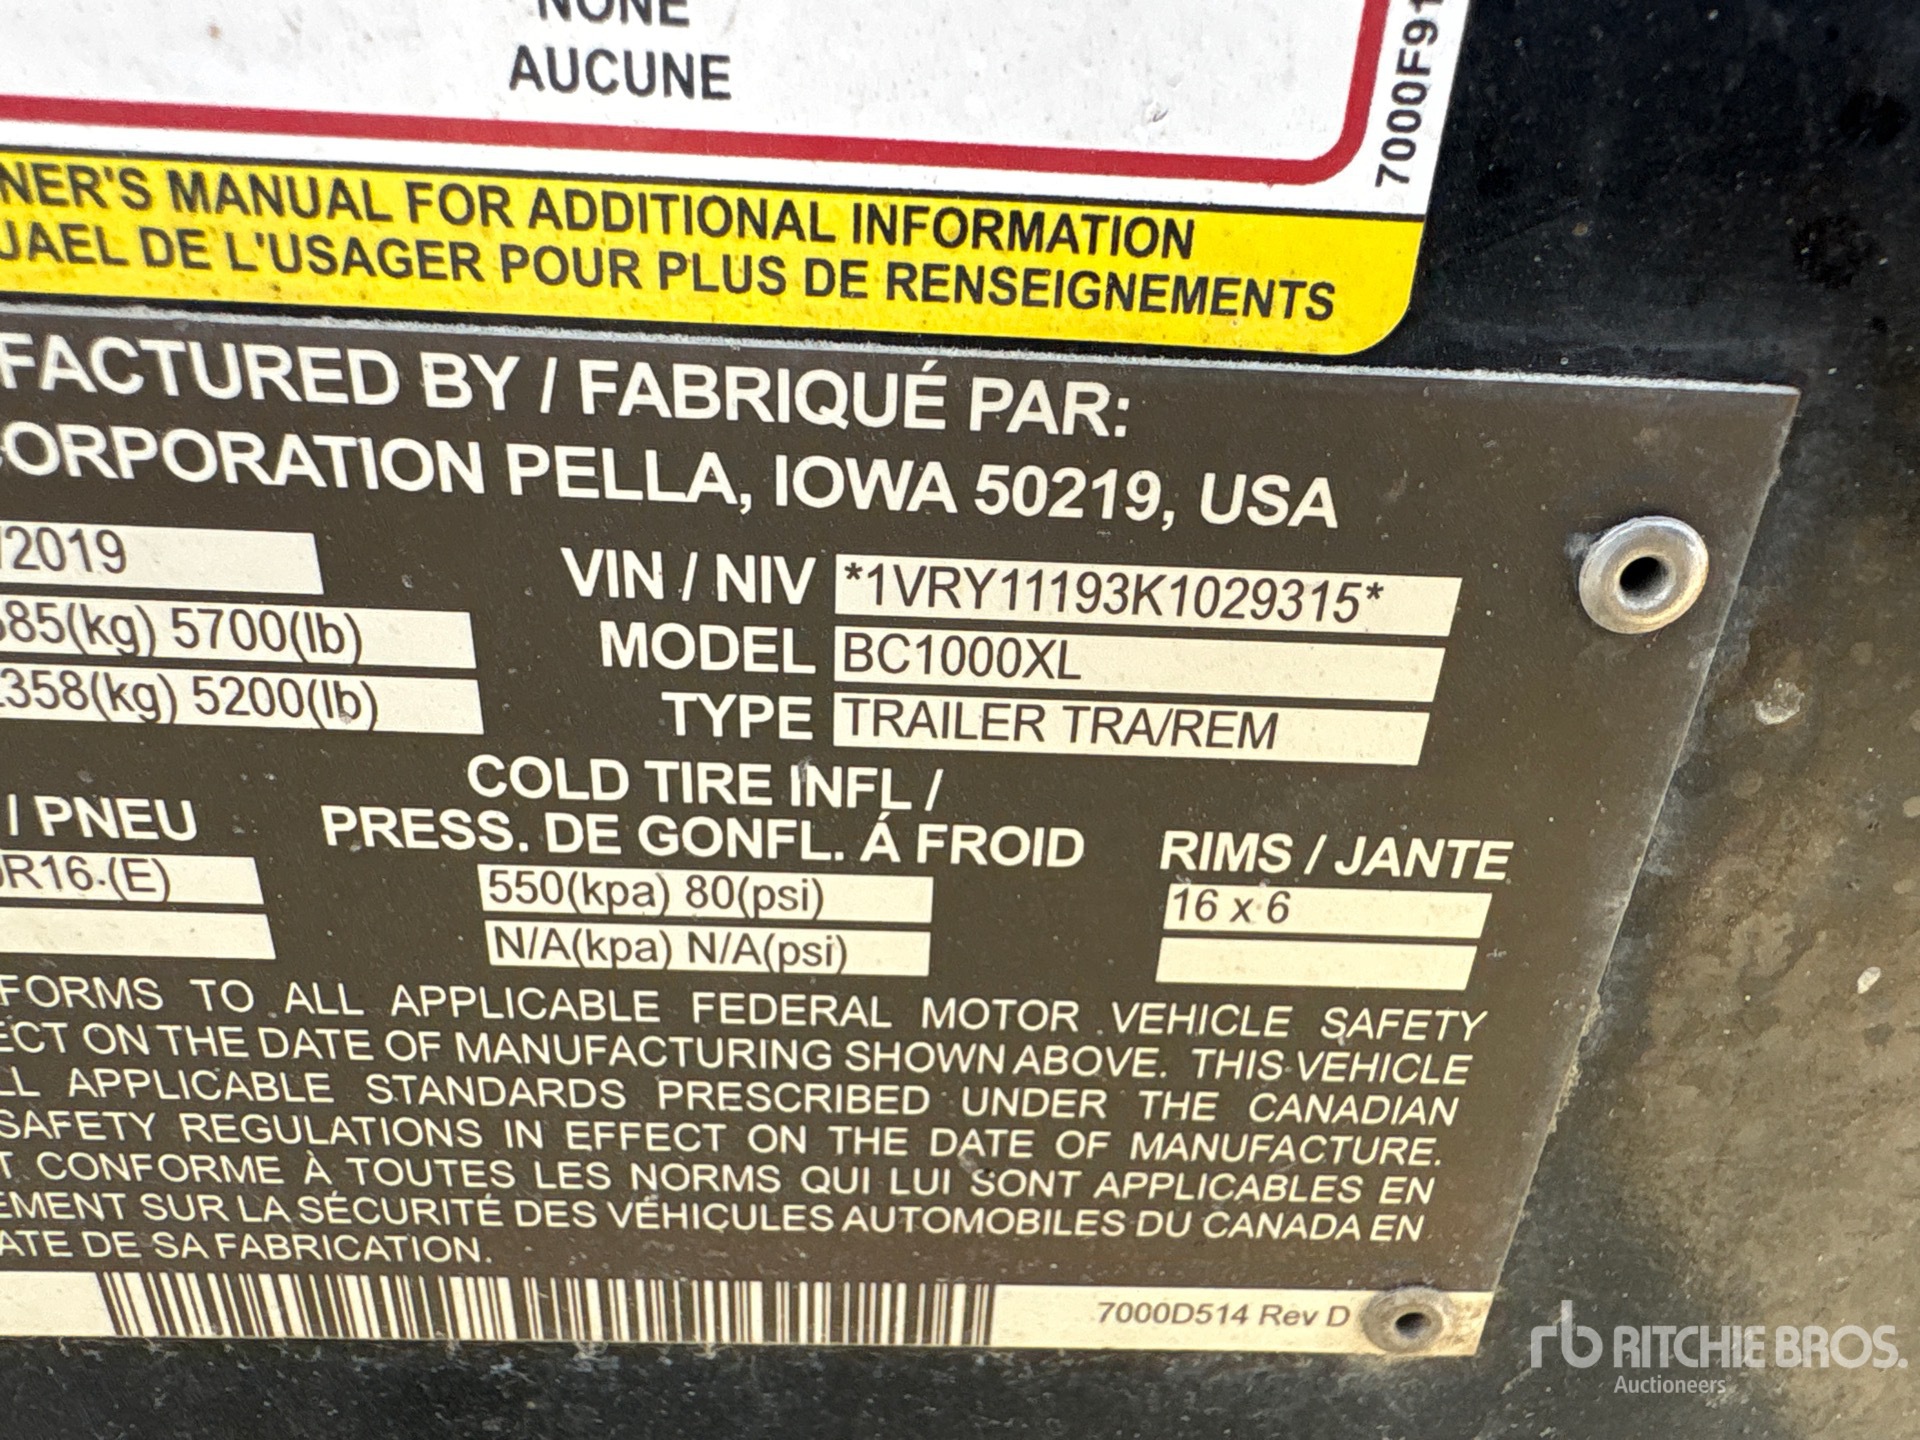 NONE
AUCUNE
7000F91
NER'S MANUAL FOR ADDITIONAL INFORMATION
UAEL DE L'USAGER POUR PLUS DE RENSEIGNEMENTS
FACTURED BY / FABRIQUÉ PAR:
CORPORATION PELLA, IOWA 50219, USA
/2019
VIN / NIV *1VRY11193K1029315*
585(kg) 5700(lb)
MODEL BC1000XL
2358(kg) 5200(lb)
TYPE TRAILER TRA/REM
COLD TIRE INFL /
/ PNEU PRESS. DE GONFL. Á FROID RIMS / JANTE
R16-(E) 550(kpa) 80(psi) 16 x 6
N/A(kpa) N/A(psi)
FORMS TO ALL APPLICABLE FEDERAL MOTOR VEHICLE SAFETY
ECT ON THE DATE OF MANUFACTURING SHOWN ABOVE. THIS VEHICLE
LL APPLICABLE STANDARDS PRESCRIBED UNDER THE CANADIAN
SAFETY REGULATIONS IN EFFECT ON THE DATE OF MANUFACTURE.
T CONFORME À TOUTES LES NORMS QUI LUI SONT APPLICABLES EN
EMENT SUR LA SÉCURITÉ DES VÉHICULES AUTOMOBILES DU CANADA EN
ATE DE SA FABRICATION.
7000D514 Rev D
rb RITCHIE BROS.
Auctioneers